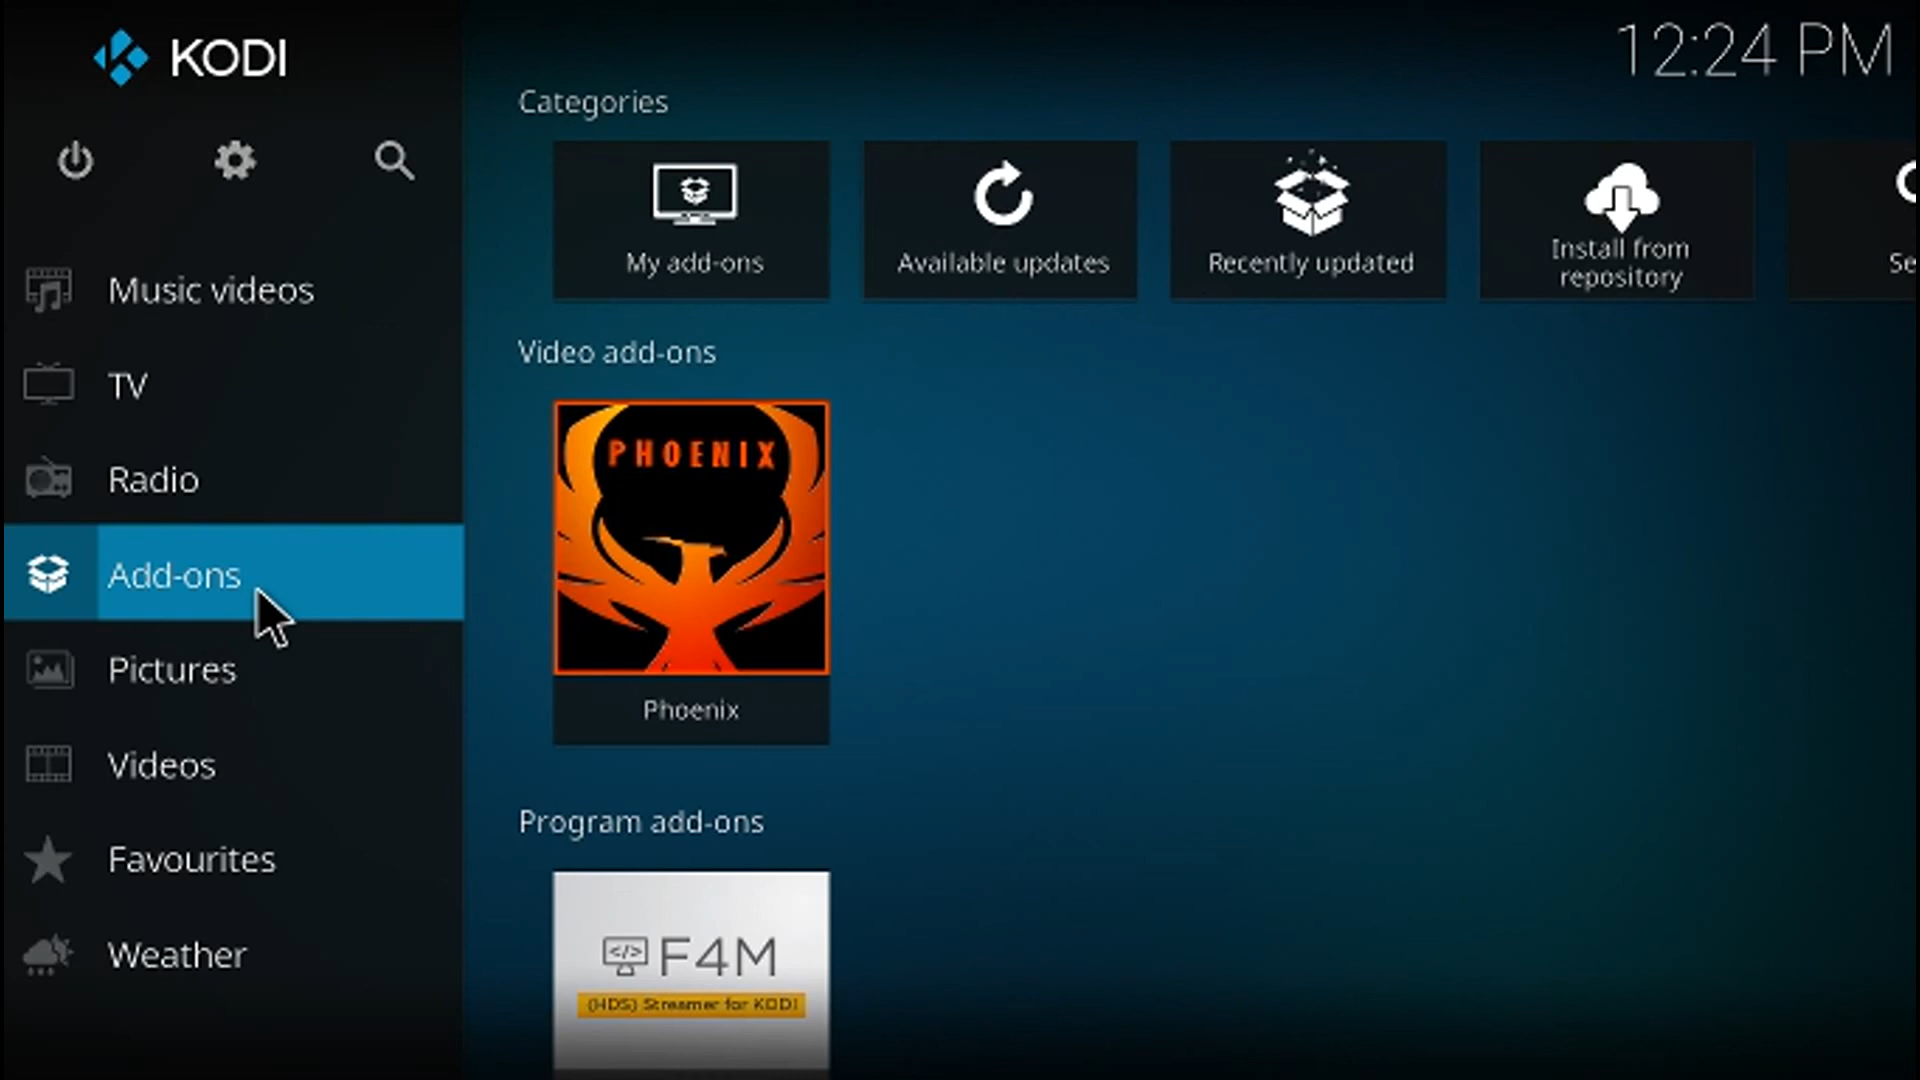 KODI
12:24 PM
Categories
My add-ons
Available updates
Recently updated
Install from
repository
Se
Music videos
TV
Radio
Add-ons
Pictures
Videos
Favourites
Weather
Video add-ons
PHOENIX
Phoenix
Program add-ons
</> F4M
(HDS) Streamer for KODI